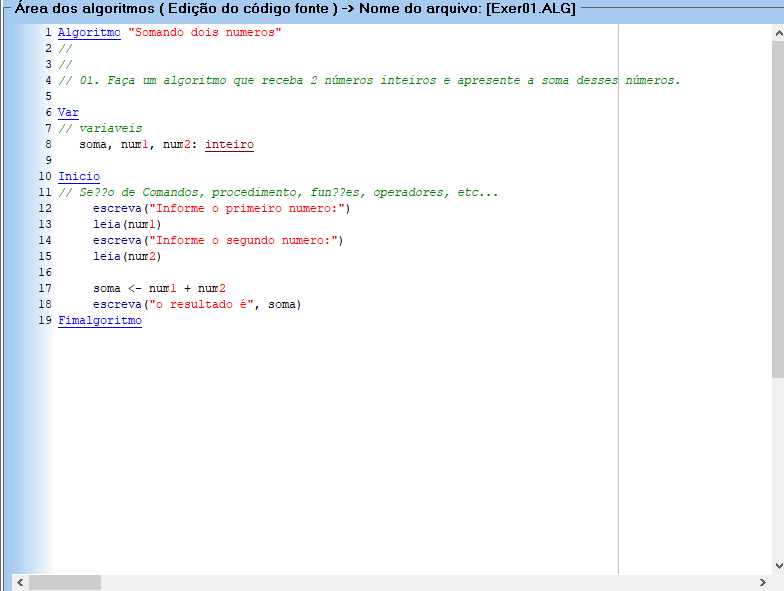 Área dos algoritmos ( Edição do código fonte ) -> Nome do arquivo: [Exer01.ALG]
1 Algoritmo "Somando dois numeros"
2 //
3 //
4 // 01. Faça um algoritmo que receba 2 números inteiros e apresente a soma desses números.
5
6 Var
7 // variaveis
8 soma, num1, num2: inteiro
9
10 Inicio
11 // Se??o de Comandos, procedimento, fun??es, operadores, etc...
12 escreva("Informe o primeiro numero:")
13 leia(num1)
14 escreva("Informe o segundo numero:")
15 leia(num2)
16
17 soma <- num1 + num2
18 escreva("o resultado é", soma)
19 Fimalgoritmo